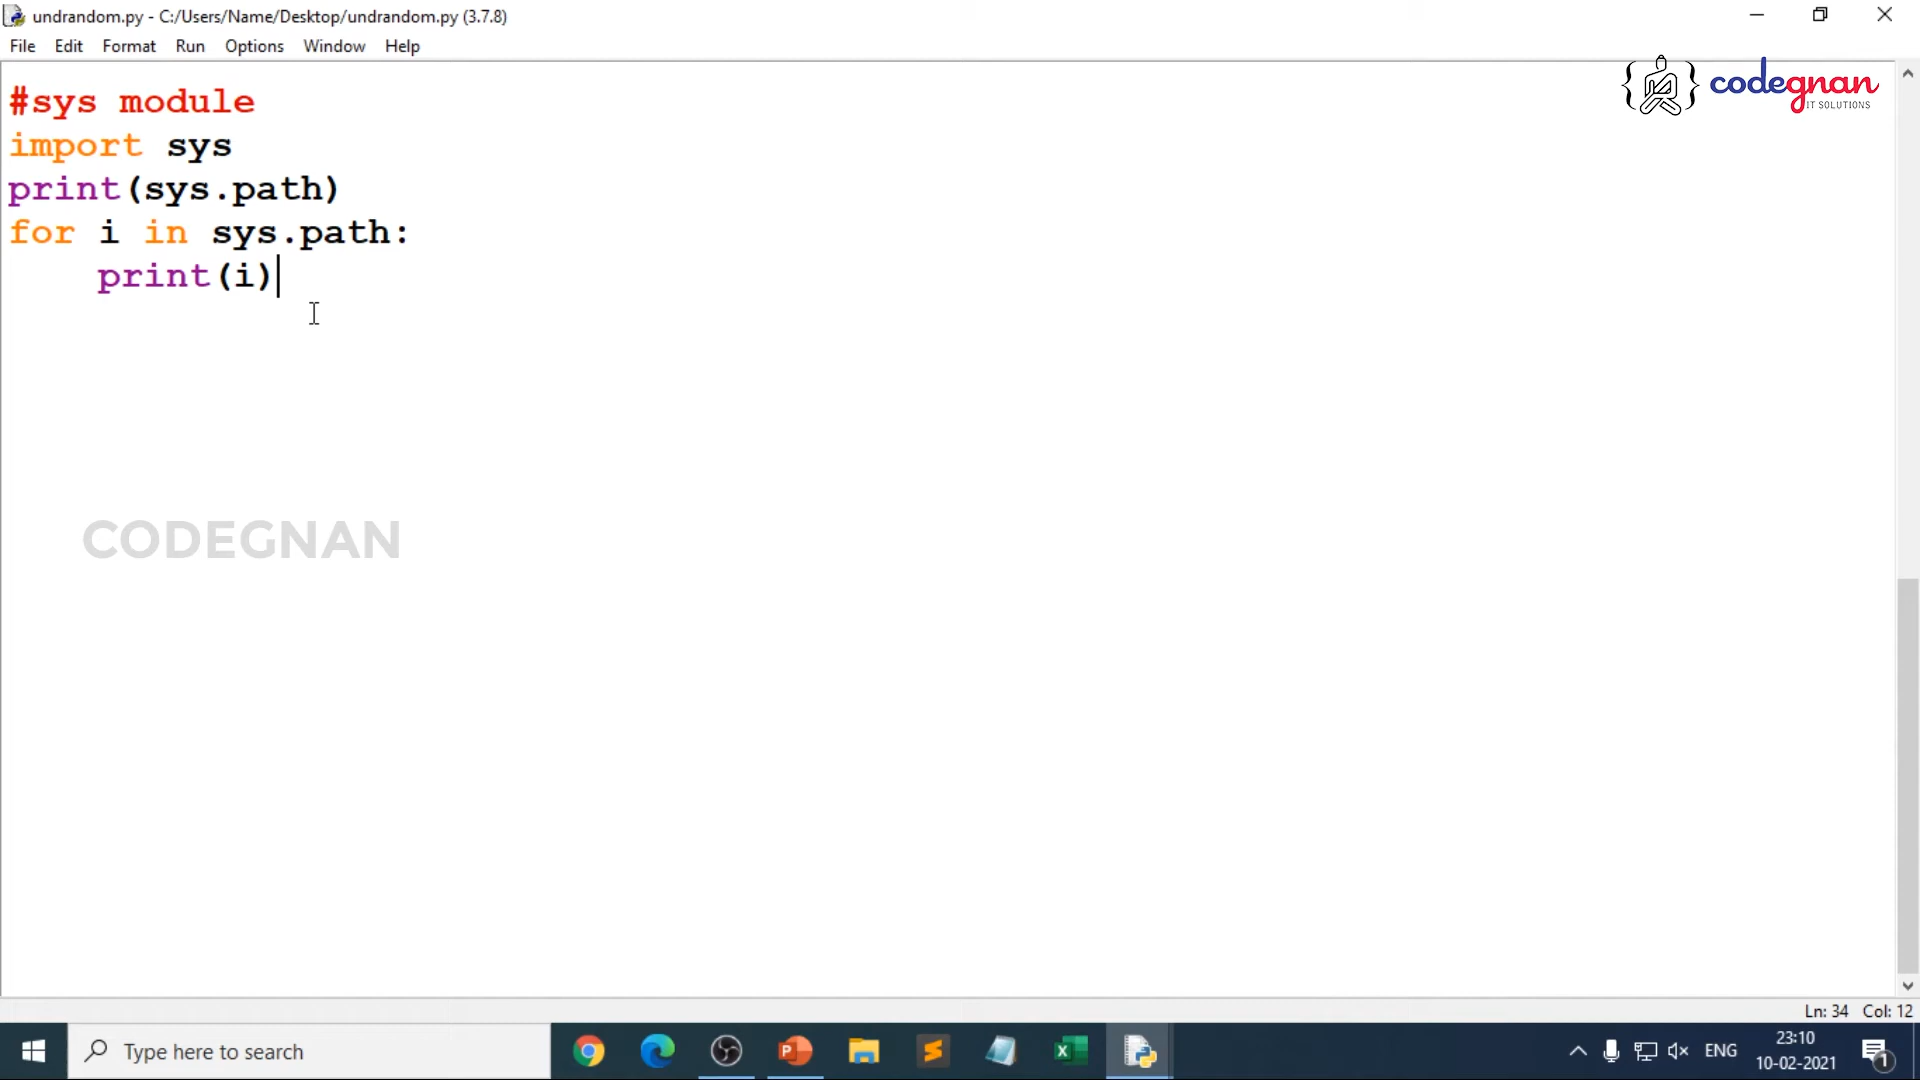 undrandom.py - C:/Users/Name/Desktop/undrandom.py (3.7.8)
File Edit Format Run Options Window Help
codegnan
IT SOLUTIONS
#sys module
import sys
print(sys.path)
for i in sys.path:
    print(i)
CODEGNAN
Ln: 34 Col: 12
Type here to search
ENG
23:10
10-02-2021
1